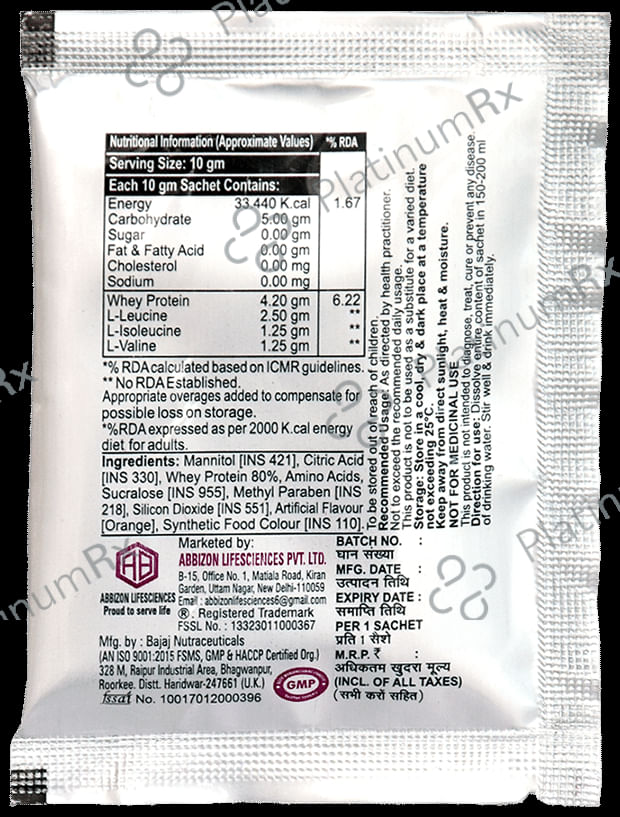 Nutritional Information (Approximate Values) *% RDA
Serving Size: 10 gm
Each 10 gm Sachet Contains:
Energy 33.440 K.cal 1.67
Carbohydrate 5.00 gm
Sugar 0.00 gm
Fat & Fatty Acid 0.00 gm
Cholesterol 0.00 mg
Sodium 0.00 mg
Whey Protein 4.20 gm 6.22
L-Leucine 2.50 gm **
L-Isoleucine 1.25 gm **
L-Valine 1.25 gm **
*% RDA calculated based on ICMR guidelines.
** No RDA Established.
Appropriate overages added to compensate for
possible loss on storage.
*%RDA expressed as per 2000 K.cal energy
diet for adults.
Ingredients: Mannitol [INS 421], Citric Acid
[INS 330], Whey Protein 80%, Amino Acids,
Sucralose [INS 955], Methyl Paraben [INS
218], Silicon Dioxide [INS 551], Artificial Flavour
[Orange], Synthetic Food Colour [INS 110].
To be stored out of reach of children.
Recommended Usage: As directed by health practitioner.
Not to exceed the recommended daily usage.
This product is not to be used as a substitute for a varied diet.
Storage: Store in a cool, dry & dark place at a temperature
not exceeding 25°C.
Keep away from direct sunlight, heat & moisture.
NOT FOR MEDICINAL USE
This product is not intended to diagnose, treat, cure or prevent any disease.
Direction for use: Dissolve entire content of sachet in 150-200 ml
of drinking water. Stir well & drink immediately.
ABBIZON LIFESCIENCES
Proud to serve life
Marketed by:
ABBIZON LIFESCIENCES PVT. LTD.
B-15, Office No. 1, Matiala Road, Kiran
Garden, Uttam Nagar, New Delhi-110059
Email : abbizonlifesciences6@gmail.com
®. Registered Trademark
FSSL No. : 13323011000367
Mfg. by : Bajaj Nutraceuticals
(AN ISO 9001:2015 FSMS, GMP & HACCP Certified Org.)
328 M, Raipur Industrial Area, Bhagwanpur,
Roorkee. Distt. Haridwar-247661 (U.K.)
fssai No. 10017012000396
GMP
BATCH NO. :
घान संख्या
MFG. DATE :
उत्पादन तिथि
EXPIRY DATE :
समाप्ति तिथि
PER 1 SACHET
प्रति 1 सैशे
M.R.P. ₹ :
अधिकतम खुदरा मूल्य
(INCL. OF ALL TAXES)
(सभी करों सहित)
PlatinumRx
PlatinumRx
PlatinumRx
PlatinumRx